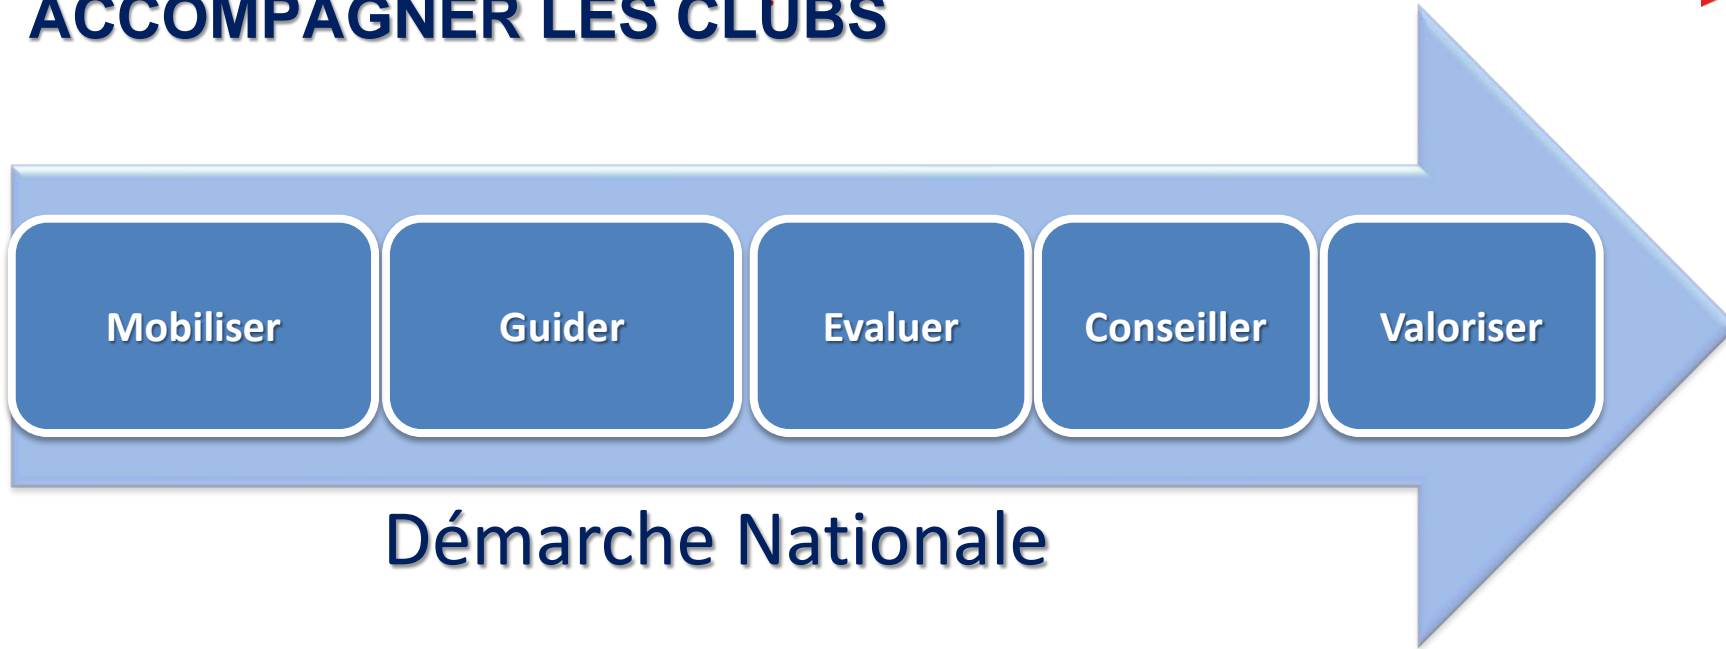 ACCOMPAGNER LES CLUBS
Mobiliser
Guider
Evaluer
Conseiller
Valoriser
Démarche Nationale